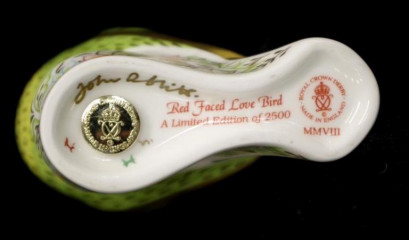 John Ablitt.
Red Faced Love Bird
A Limited Edition of 2500
ROYAL CROWN DERBY
MADE IN ENGLAND
MMVIII